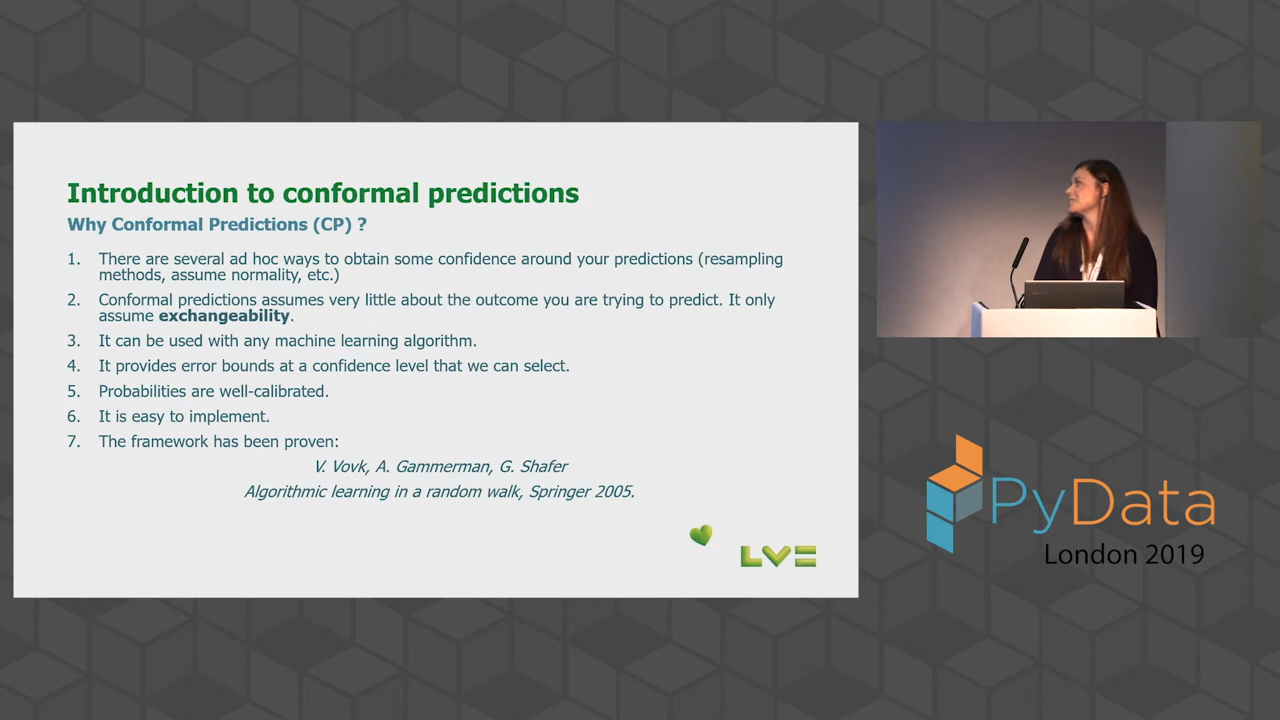 Introduction to conformal predictions
Why Conformal Predictions (CP) ?
1. There are several ad hoc ways to obtain some confidence around your predictions (resampling
methods, assume normality, etc.)
2. Conformal predictions assumes very little about the outcome you are trying to predict. It only
assume exchangeability.
3. It can be used with any machine learning algorithm.
4. It provides error bounds at a confidence level that we can select.
5. Probabilities are well-calibrated.
6. It is easy to implement.
7. The framework has been proven:
V. Vovk, A. Gammerman, G. Shafer
Algorithmic learning in a random walk, Springer 2005.
LVE
PyData
London 2019